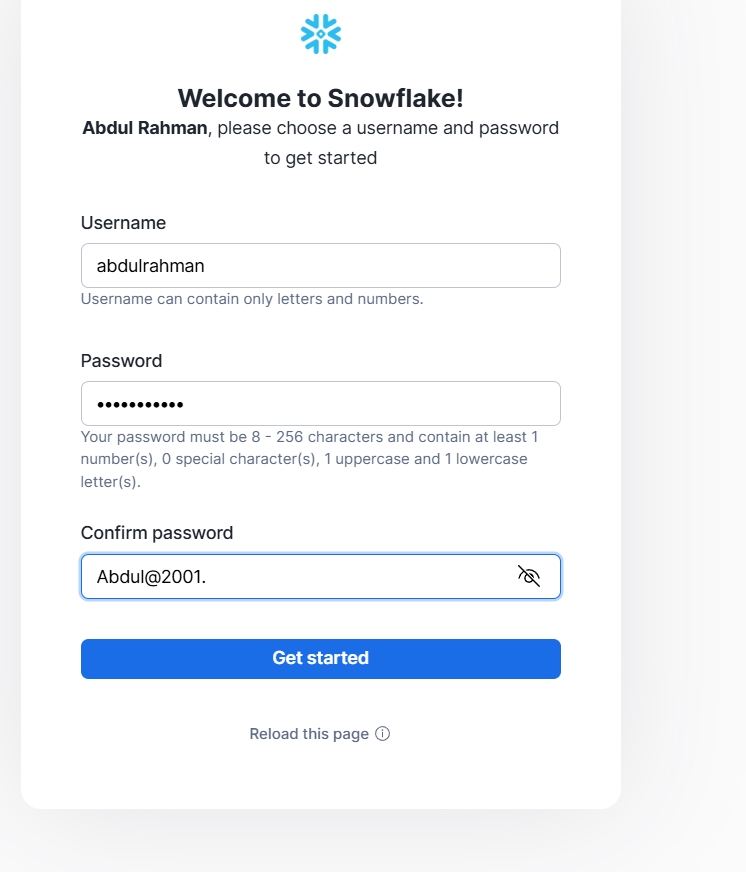 Welcome to Snowflake!
Abdul Rahman, please choose a username and password
to get started
Username
abdulrahman
Username can contain only letters and numbers.
Password
•••••••••••
Your password must be 8 - 256 characters and contain at least 1
number(s), 0 special character(s), 1 uppercase and 1 lowercase
letter(s).
Confirm password
Abdul@2001.
Get started
Reload this page